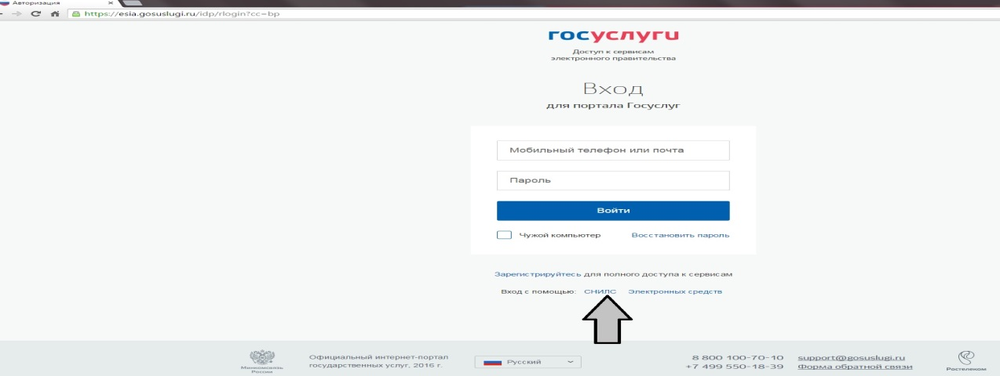 Авторизация
https://esia.gosuslugi.ru/idp/rlogin?cc=bp
госуслуги
Доступ к сервисам
электронного правительства
Вход
для портала Госуслуг
Мобильный телефон или почта
Пароль
Войти
Чужой компьютер
Восстановить пароль
Зарегистрируйтесь для полного доступа к сервисам
Вход с помощью: СНИЛС Электронных средств
Минкомсвязь
России
Официальный интернет-портал
государственных услуг, 2016 г.
Русский
8 800 100-70-10
+7 499 550-18-39
support@gosuslugi.ru
Форма обратной связи
Ростелеком